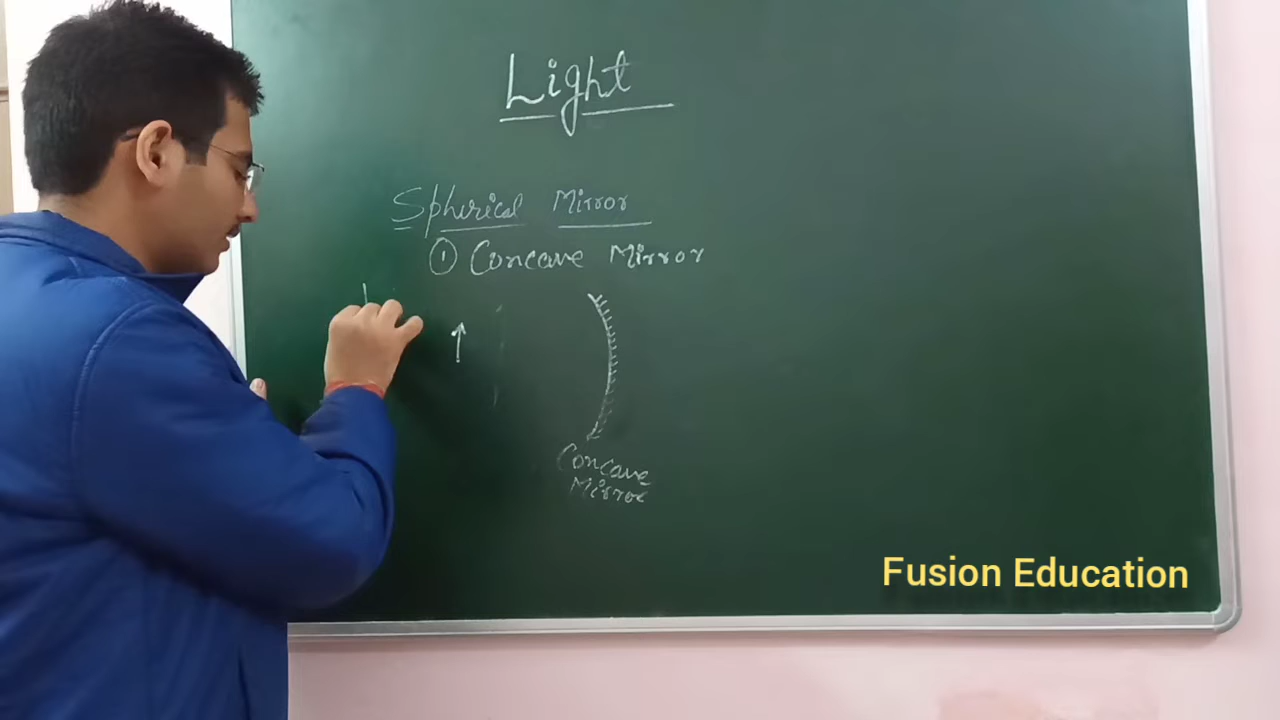 Light
Spherical Mirror
① Concave Mirror
Concave
Mirror
Fusion Education